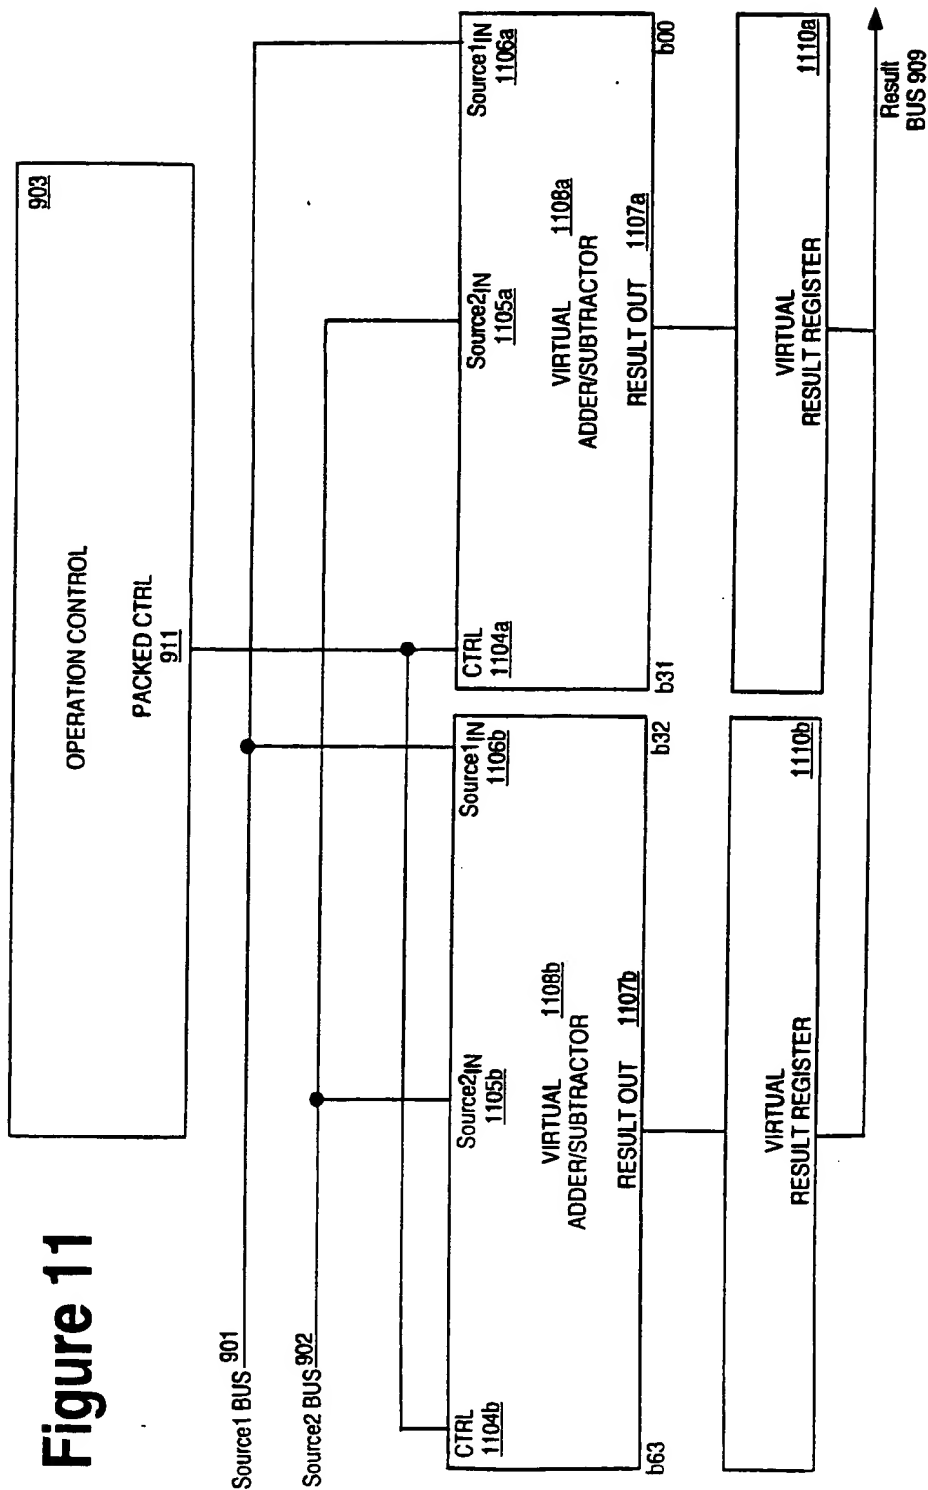 Figure 11
OPERATION CONTROL
903
PACKED CTRL
911
Source1 BUS 901
Source2 BUS 902
CTRL
1104b
Source2IN
1105b
Source1IN
1106b
CTRL
1104a
Source2IN
1105a
Source1IN
1106a
VIRTUAL
ADDER/SUBTRACTOR
1108b
RESULT OUT 1107b
VIRTUAL
ADDER/SUBTRACTOR
1108a
RESULT OUT 1107a
b63
b32
b31
b00
VIRTUAL
RESULT REGISTER
1110b
VIRTUAL
RESULT REGISTER
1110a
Result
BUS 909